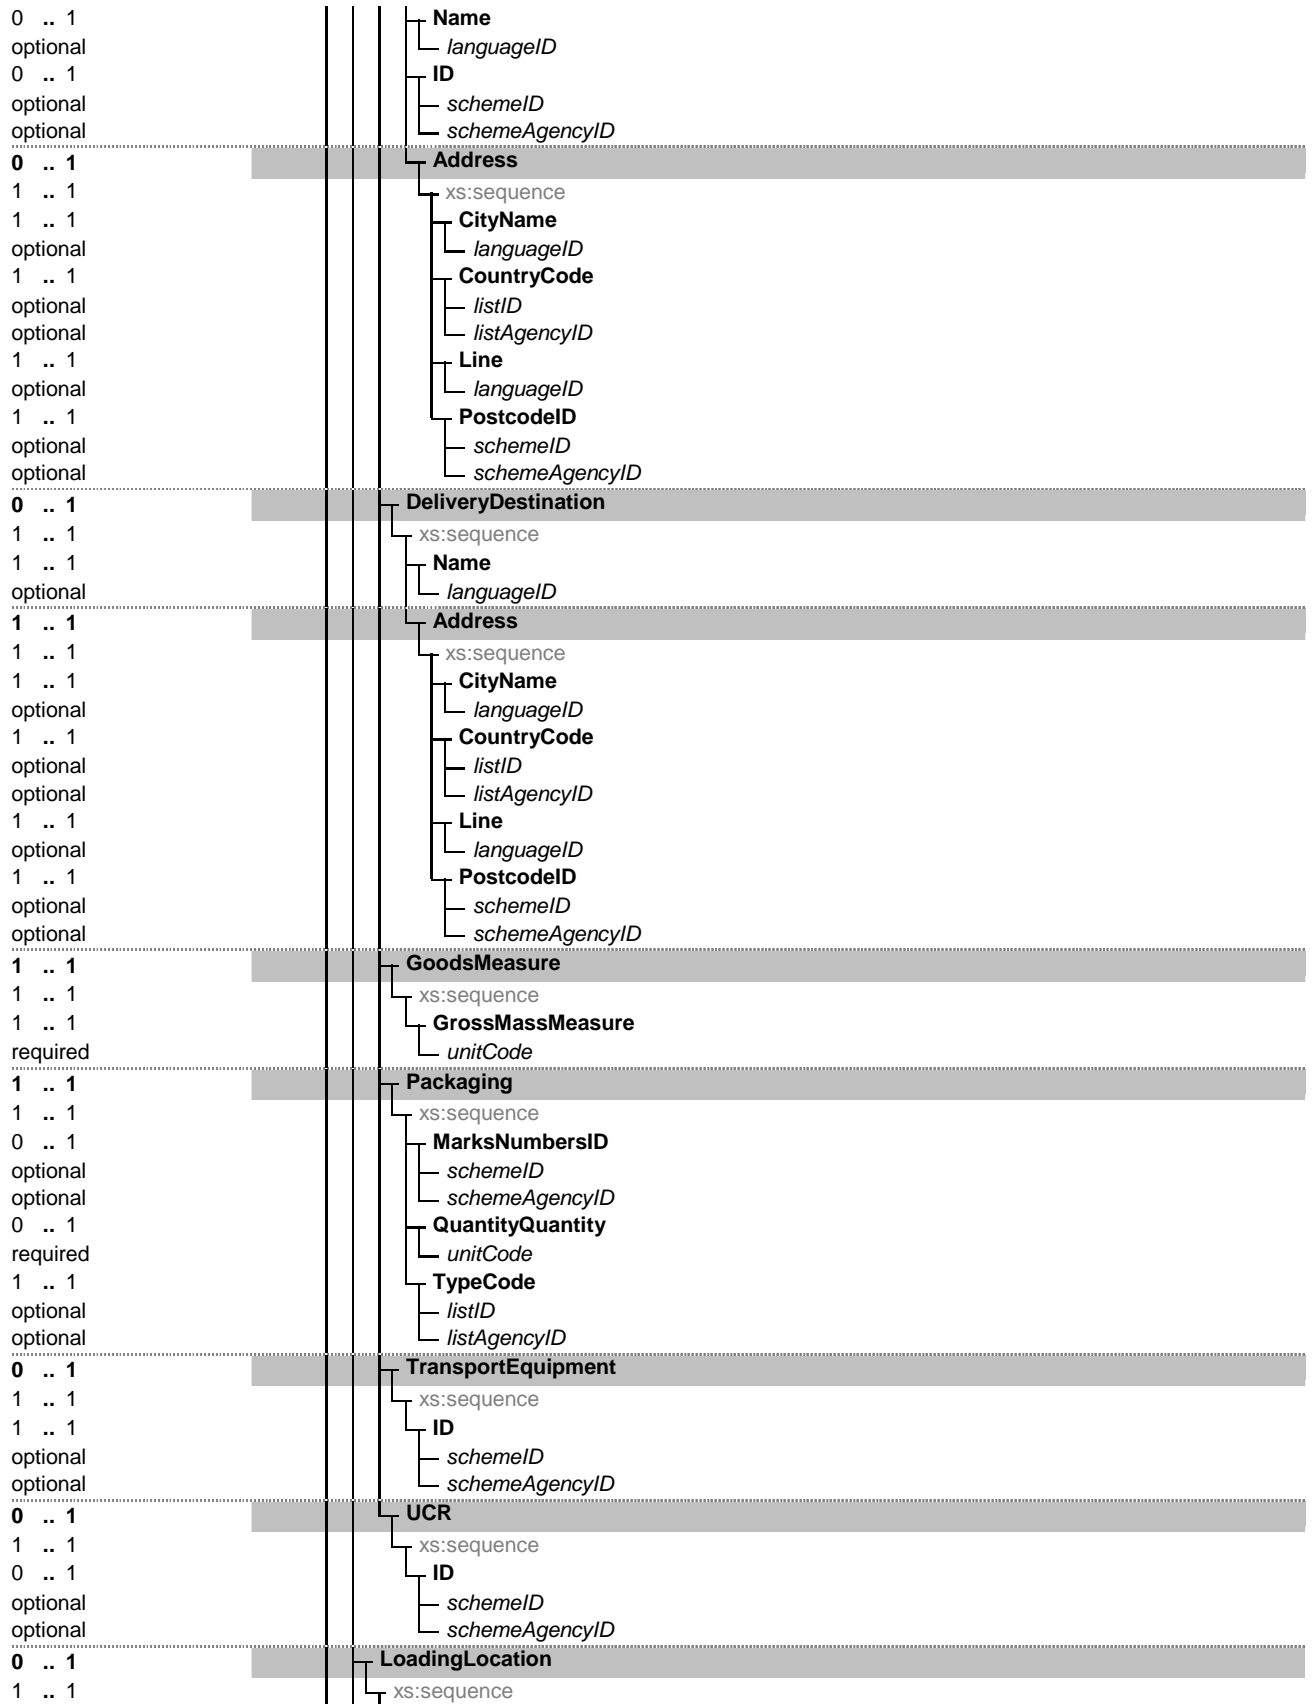 0 .. 1 Name
optional languageID
0 .. 1 ID
optional schemeID
optional schemeAgencyID
0 .. 1 Address
1 .. 1 xs:sequence
1 .. 1 CityName
optional languageID
1 .. 1 CountryCode
optional listID
optional listAgencyID
1 .. 1 Line
optional languageID
1 .. 1 PostcodeID
optional schemeID
optional schemeAgencyID
0 .. 1 DeliveryDestination
1 .. 1 xs:sequence
1 .. 1 Name
optional languageID
1 .. 1 Address
1 .. 1 xs:sequence
1 .. 1 CityName
optional languageID
1 .. 1 CountryCode
optional listID
optional listAgencyID
1 .. 1 Line
optional languageID
1 .. 1 PostcodeID
optional schemeID
optional schemeAgencyID
1 .. 1 GoodsMeasure
1 .. 1 xs:sequence
1 .. 1 GrossMassMeasure
required unitCode
1 .. 1 Packaging
1 .. 1 xs:sequence
0 .. 1 MarksNumbersID
optional schemeID
optional schemeAgencyID
0 .. 1 QuantityQuantity
required unitCode
1 .. 1 TypeCode
optional listID
optional listAgencyID
0 .. 1 TransportEquipment
1 .. 1 xs:sequence
1 .. 1 ID
optional schemeID
optional schemeAgencyID
0 .. 1 UCR
1 .. 1 xs:sequence
0 .. 1 ID
optional schemeID
optional schemeAgencyID
0 .. 1 LoadingLocation
1 .. 1 xs:sequence